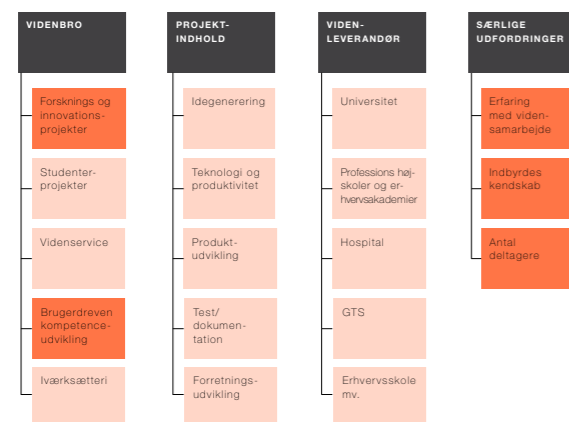 VIDENBRO
Forsknings og
innovations-
projekter
Studenter-
projekter
Videnservice
Brugerdreven
kompetence-
udvikling
Iværksætteri
PROJEKT-
INDHOLD
Idegenerering
Teknologi og
produktivitet
Produkt-
udvikling
Test/
dokumen-
tation
Forretnings-
udvikling
VIDEN-
LEVERANDØR
Universitet
Professions høj-
skoler og er-
hvervsakademier
Hospital
GTS
Erhvervsskole
mv.
SÆRLIGE
UDFORDRINGER
Erfaring
med viden-
samarbejde
Indbyrdes
kendskab
Antal
deltagere